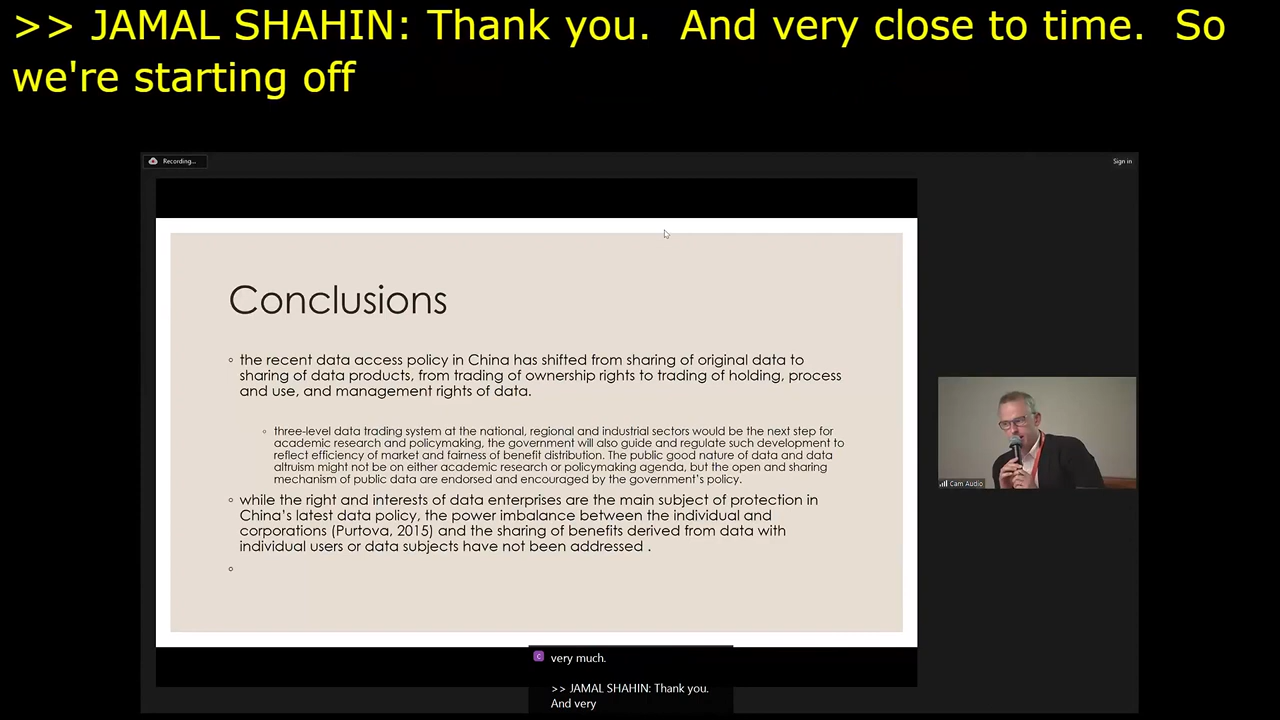 >> JAMAL SHAHIN: Thank you.  And very close to time.  So
we're starting off
Recording...
Sign in
Conclusions
◦ the recent data access policy in China has shifted from sharing of original data to
sharing of data products, from trading of ownership rights to trading of holding, process
and use, and management rights of data.
◦ three-level data trading system at the national, regional and industrial sectors would be the next step for
academic research and policymaking, the government will also guide and regulate such development to
reflect efficiency of market and fairness of benefit distribution. The public good nature of data and data
altruism might not be on either academic research or policymaking agenda, but the open and sharing
mechanism of public data are endorsed and encouraged by the government's policy.
◦ while the right and interests of data enterprises are the main subject of protection in
China's latest data policy, the power imbalance between the individual and
corporations (Purtova, 2015) and the sharing of benefits derived from data with
individual users or data subjects have not been addressed .
◦
Cam Audio
C very much.
>> JAMAL SHAHIN: Thank you.
And very